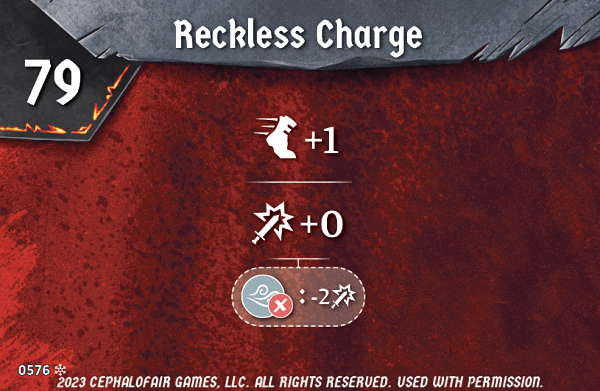 Reckless Charge
79
+1
+0
: -2
0576
2023 CEPHALOFAIR GAMES, LLC. ALL RIGHTS RESERVED. USED WITH PERMISSION.